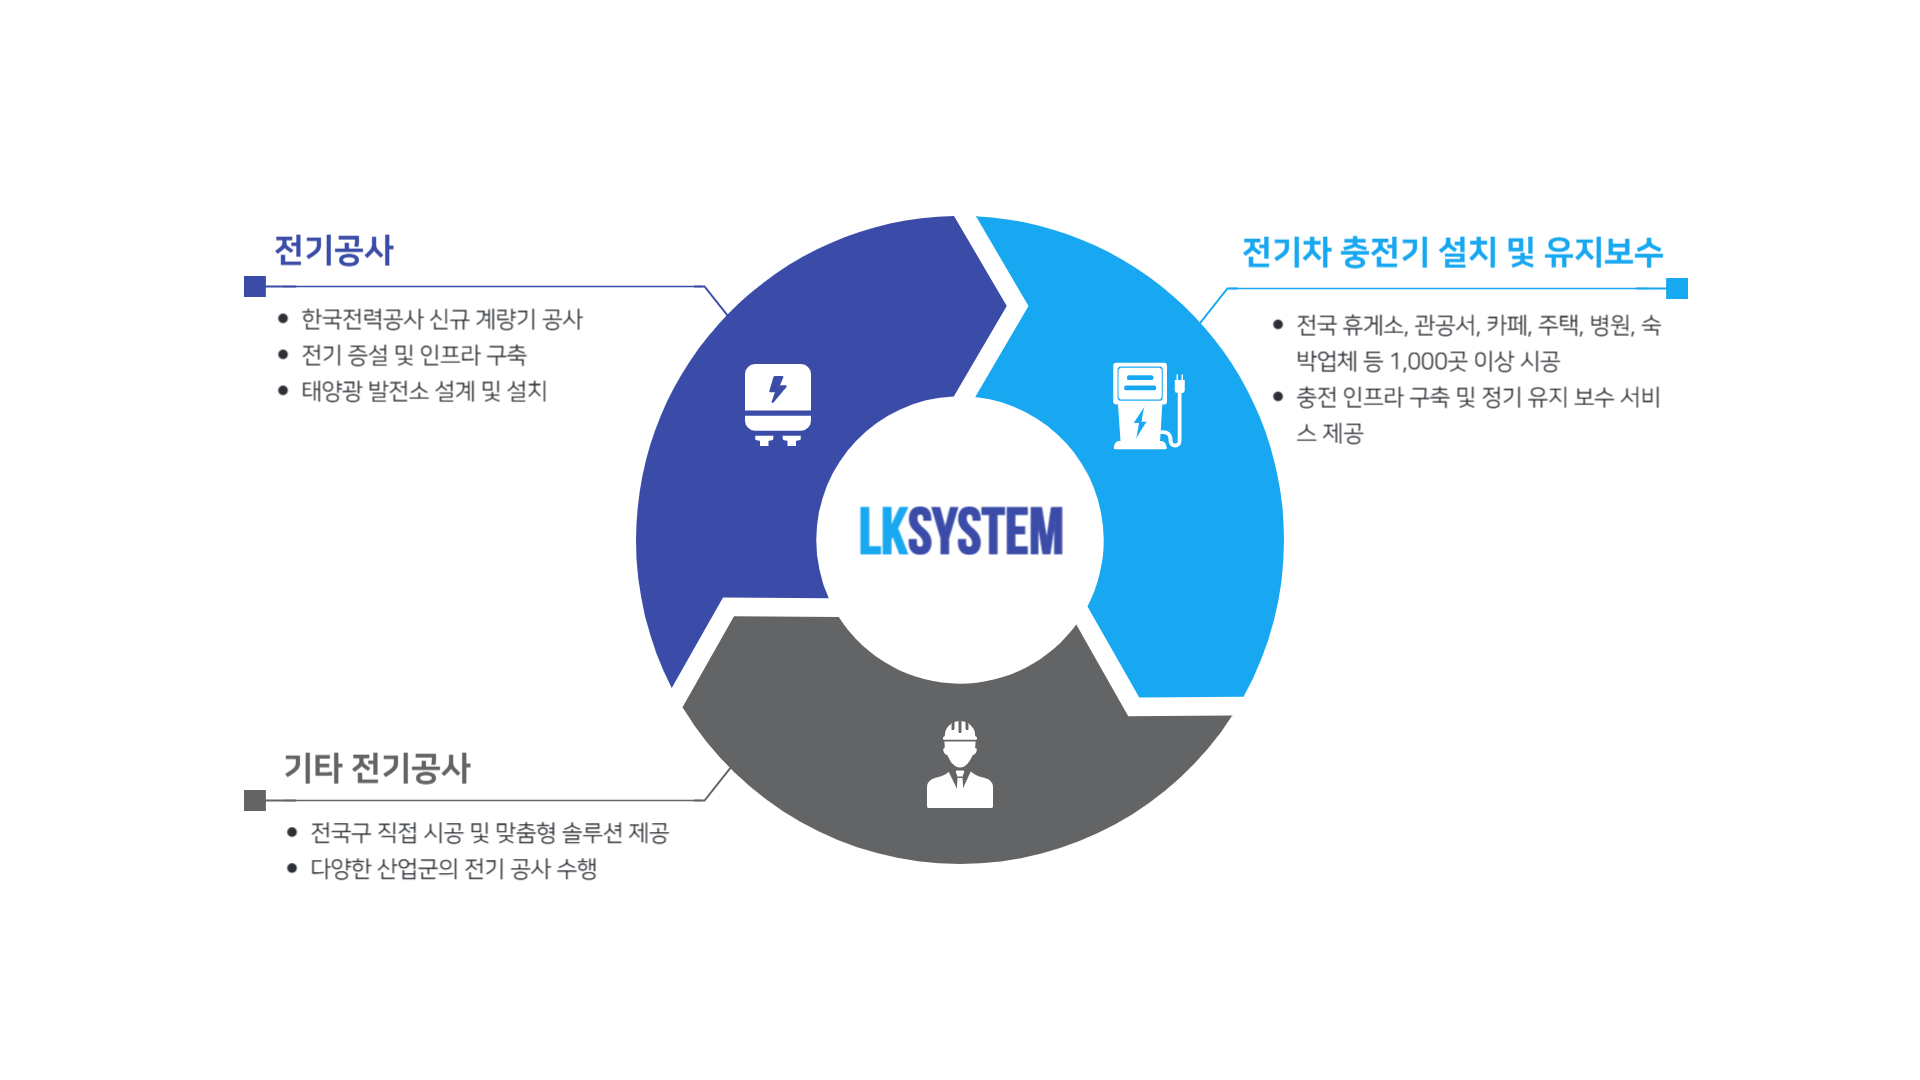 전기공사
한국전력공사 신규 계량기 공사
전기 증설 및 인프라 구축
태양광 발전소 설계 및 설치
전기차 충전기 설치 및 유지보수
전국 휴게소, 관공서, 카페, 주택, 병원, 숙
박업체 등 1,000곳 이상 시공
충전 인프라 구축 및 정기 유지 보수 서비
스 제공
LKSYSTEM
기타 전기공사
전국구 직접 시공 및 맞춤형 솔루션 제공
다양한 산업군의 전기 공사 수행